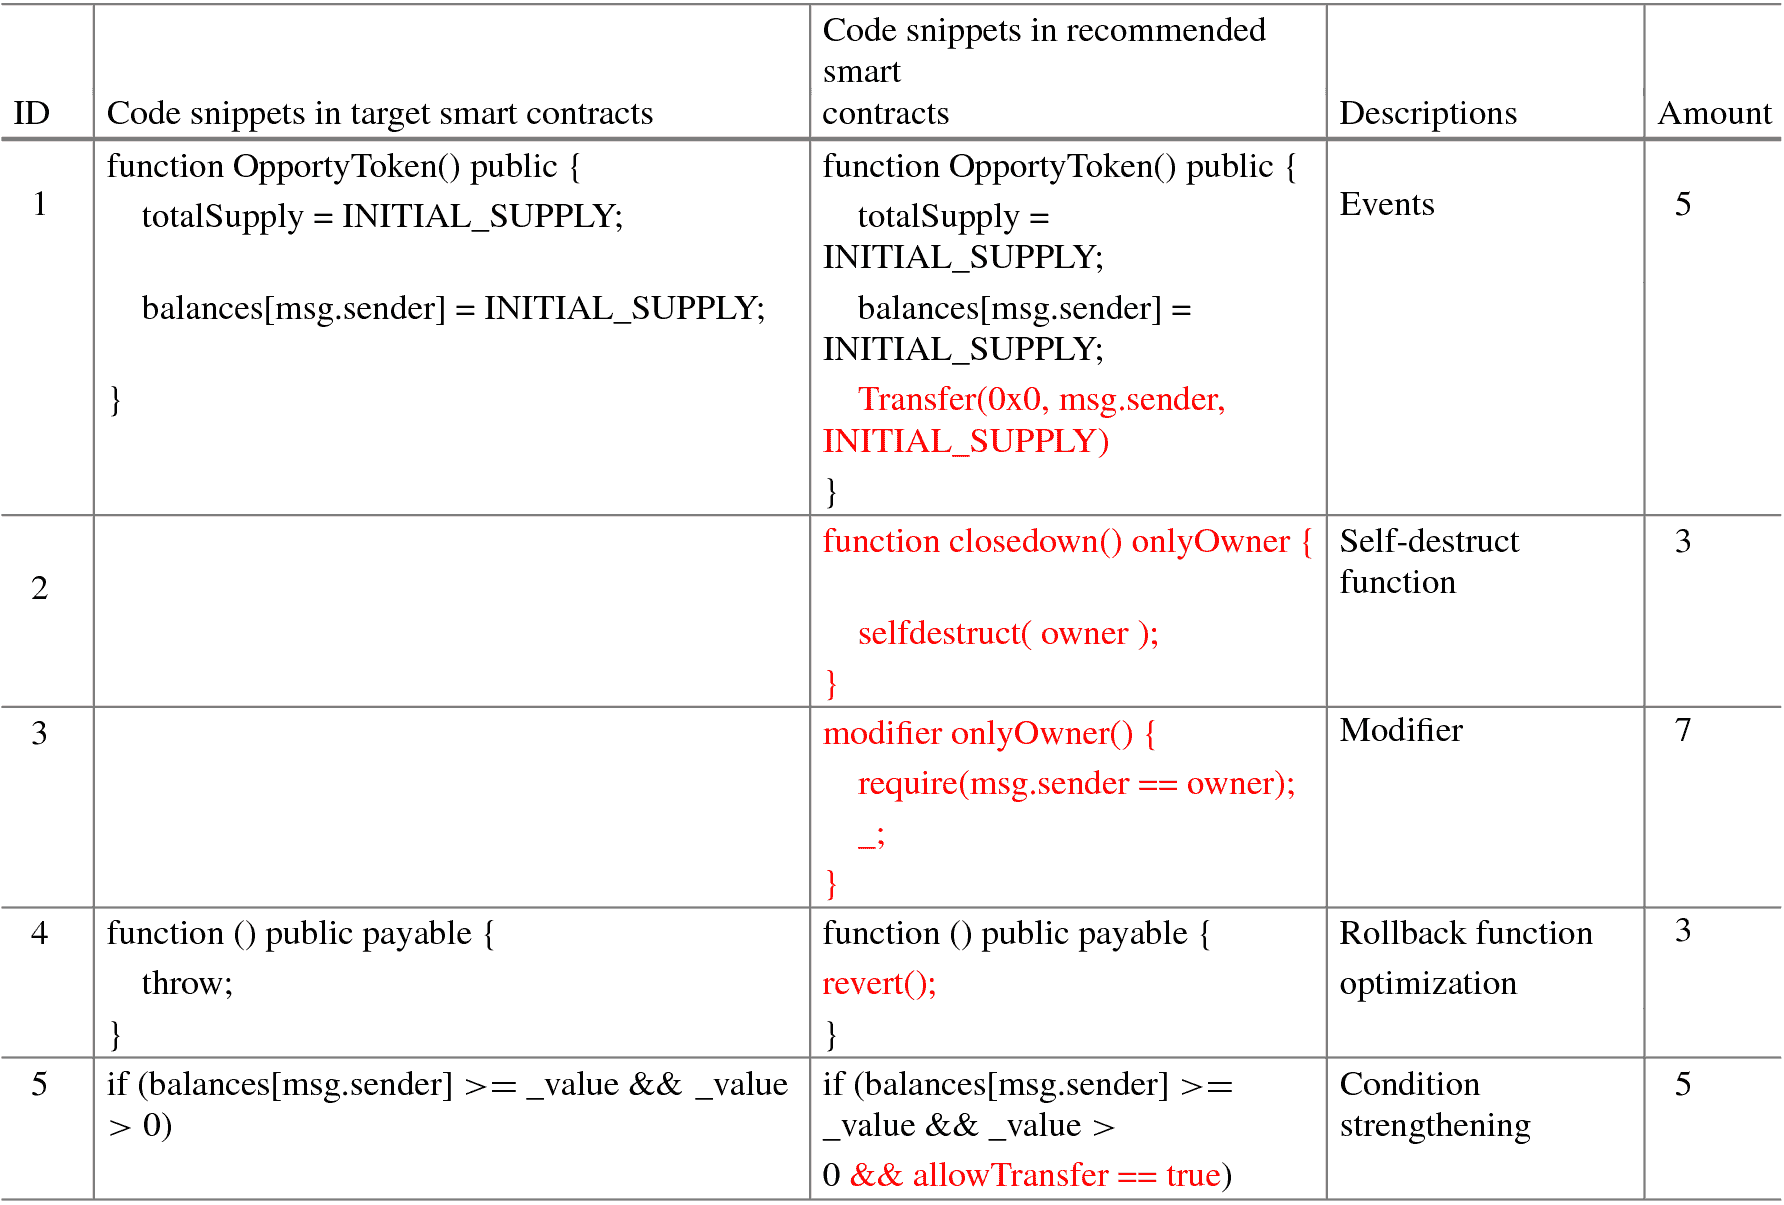 ID
Code snippets in target smart contracts
Code snippets in recommended
smart
contracts
Descriptions
Amount
1
function OpportyToken() public {
totalSupply = INITIAL_SUPPLY;
balances[msg.sender] = INITIAL_SUPPLY;
}
function OpportyToken() public {
totalSupply =
INITIAL_SUPPLY;
balances[msg.sender] =
INITIAL_SUPPLY;
Transfer(0x0, msg.sender,
INITIAL_SUPPLY)
}
Events
5
2
function closedown() onlyOwner {
selfdestruct( owner );
}
Self-destruct
function
3
3
modifier onlyOwner() {
require(msg.sender == owner);
_;
}
Modifier
7
4
function () public payable {
throw;
}
function () public payable {
revert();
}
Rollback function
optimization
3
5
if (balances[msg.sender] >= _value && _value
> 0)
if (balances[msg.sender] >=
_value && _value >
0 && allowTransfer == true)
Condition
strengthening
5